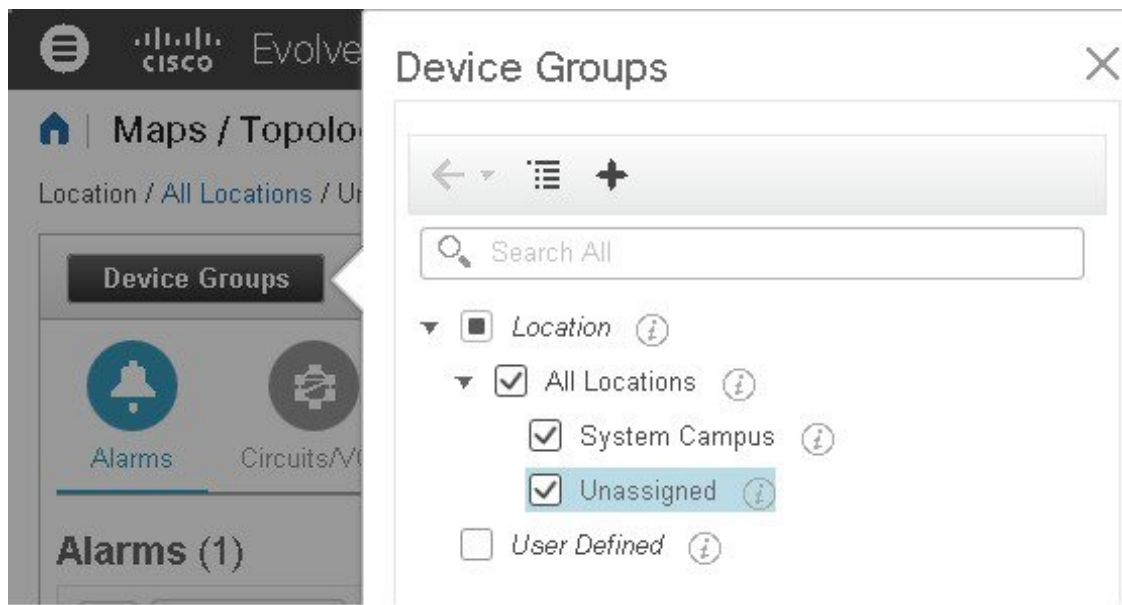 cisco Evolve
Maps / Topolo
Location / All Locations / Un
Device Groups
Alarms
Circuits/V
Alarms (1)
Device Groups
Search All
Location
All Locations
System Campus
Unassigned
User Defined